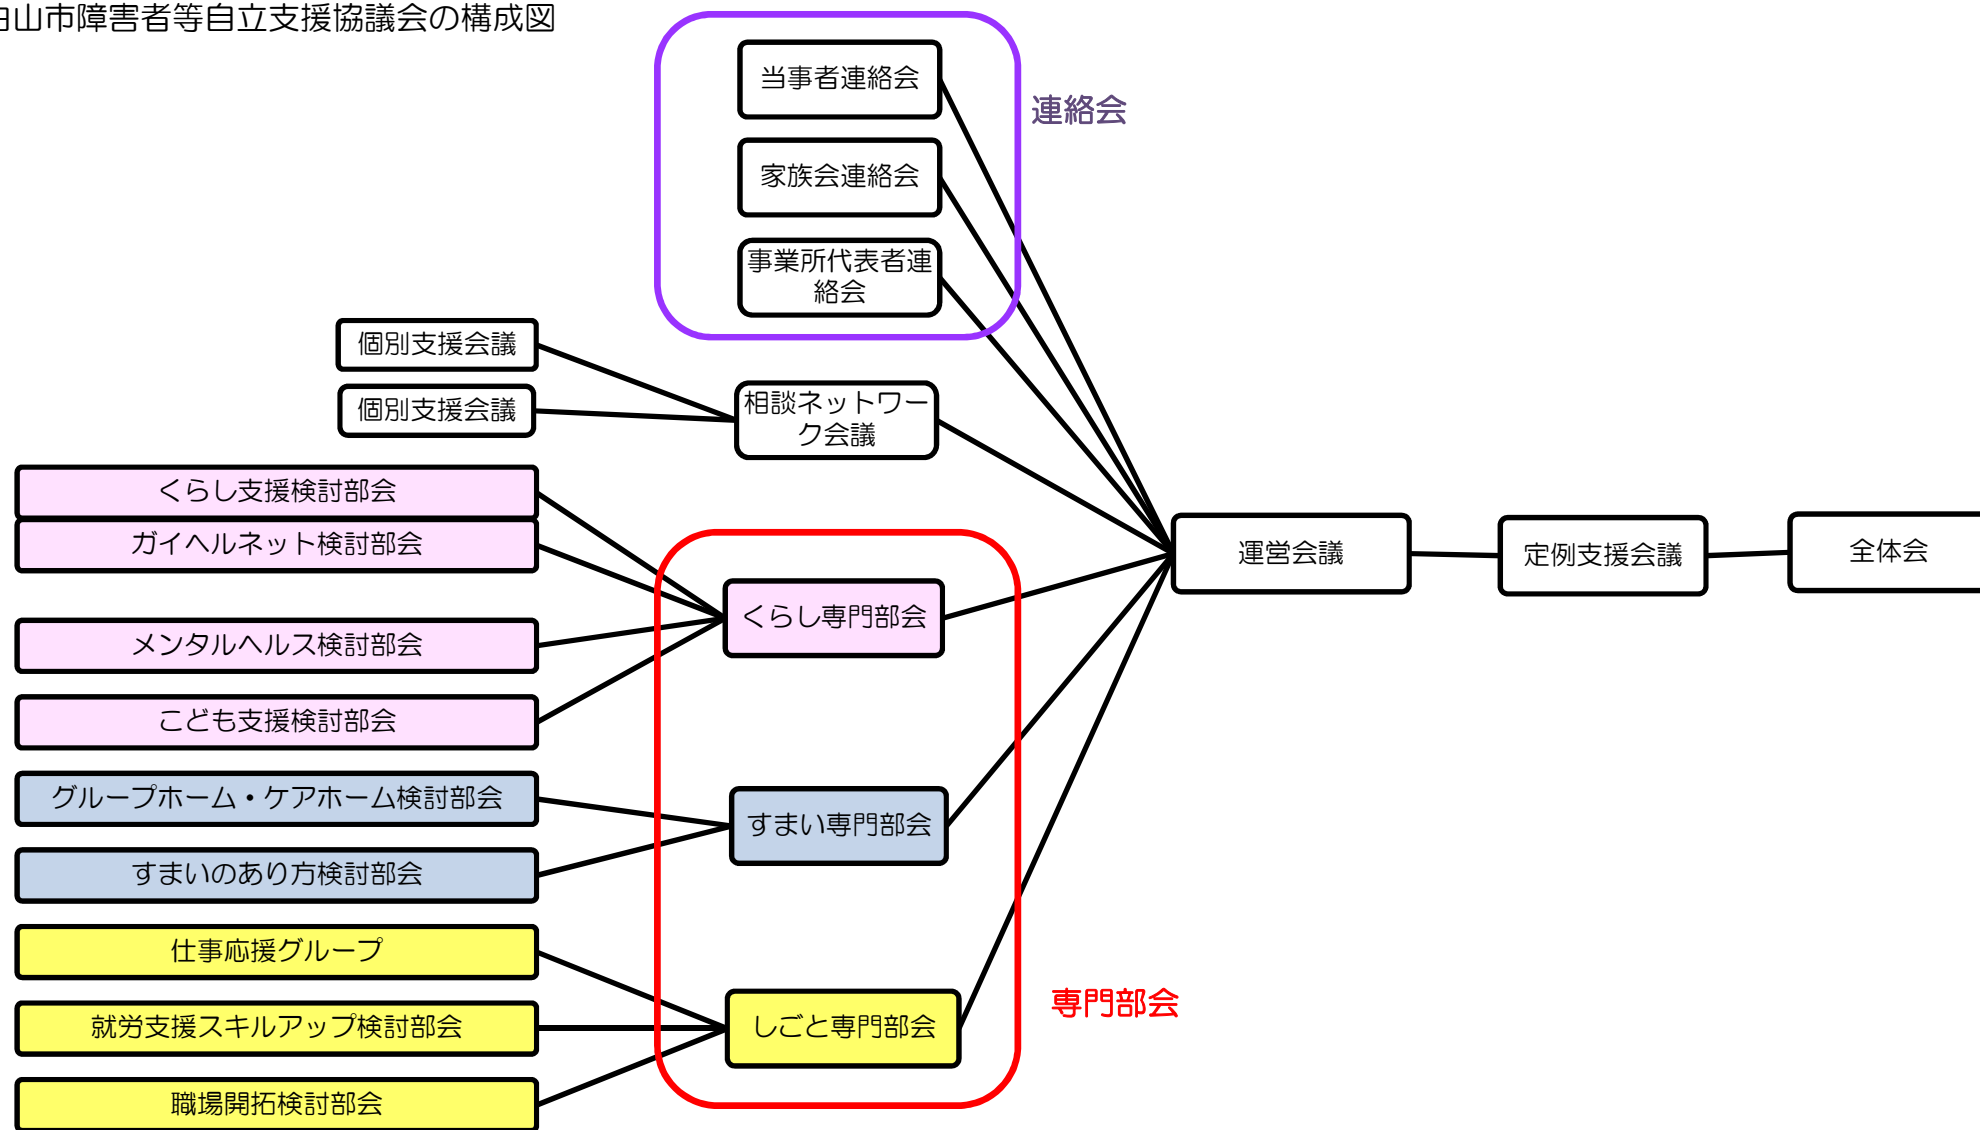 白山市障害者等自立支援協議会の構成図
当事者連絡会
連絡会
家族会連絡会
事業所代表者連
絡会
個別支援会議
個別支援会議
相談ネットワー
ク会議
くらし支援検討部会
ガイヘルネット検討部会
メンタルヘルス検討部会
こども支援検討部会
グループホーム・ケアホーム検討部会
すまいのあり方検討部会
仕事応援グループ
就労支援スキルアップ検討部会
職場開拓検討部会
くらし専門部会
すまい専門部会
しごと専門部会
専門部会
運営会議
定例支援会議
全体会